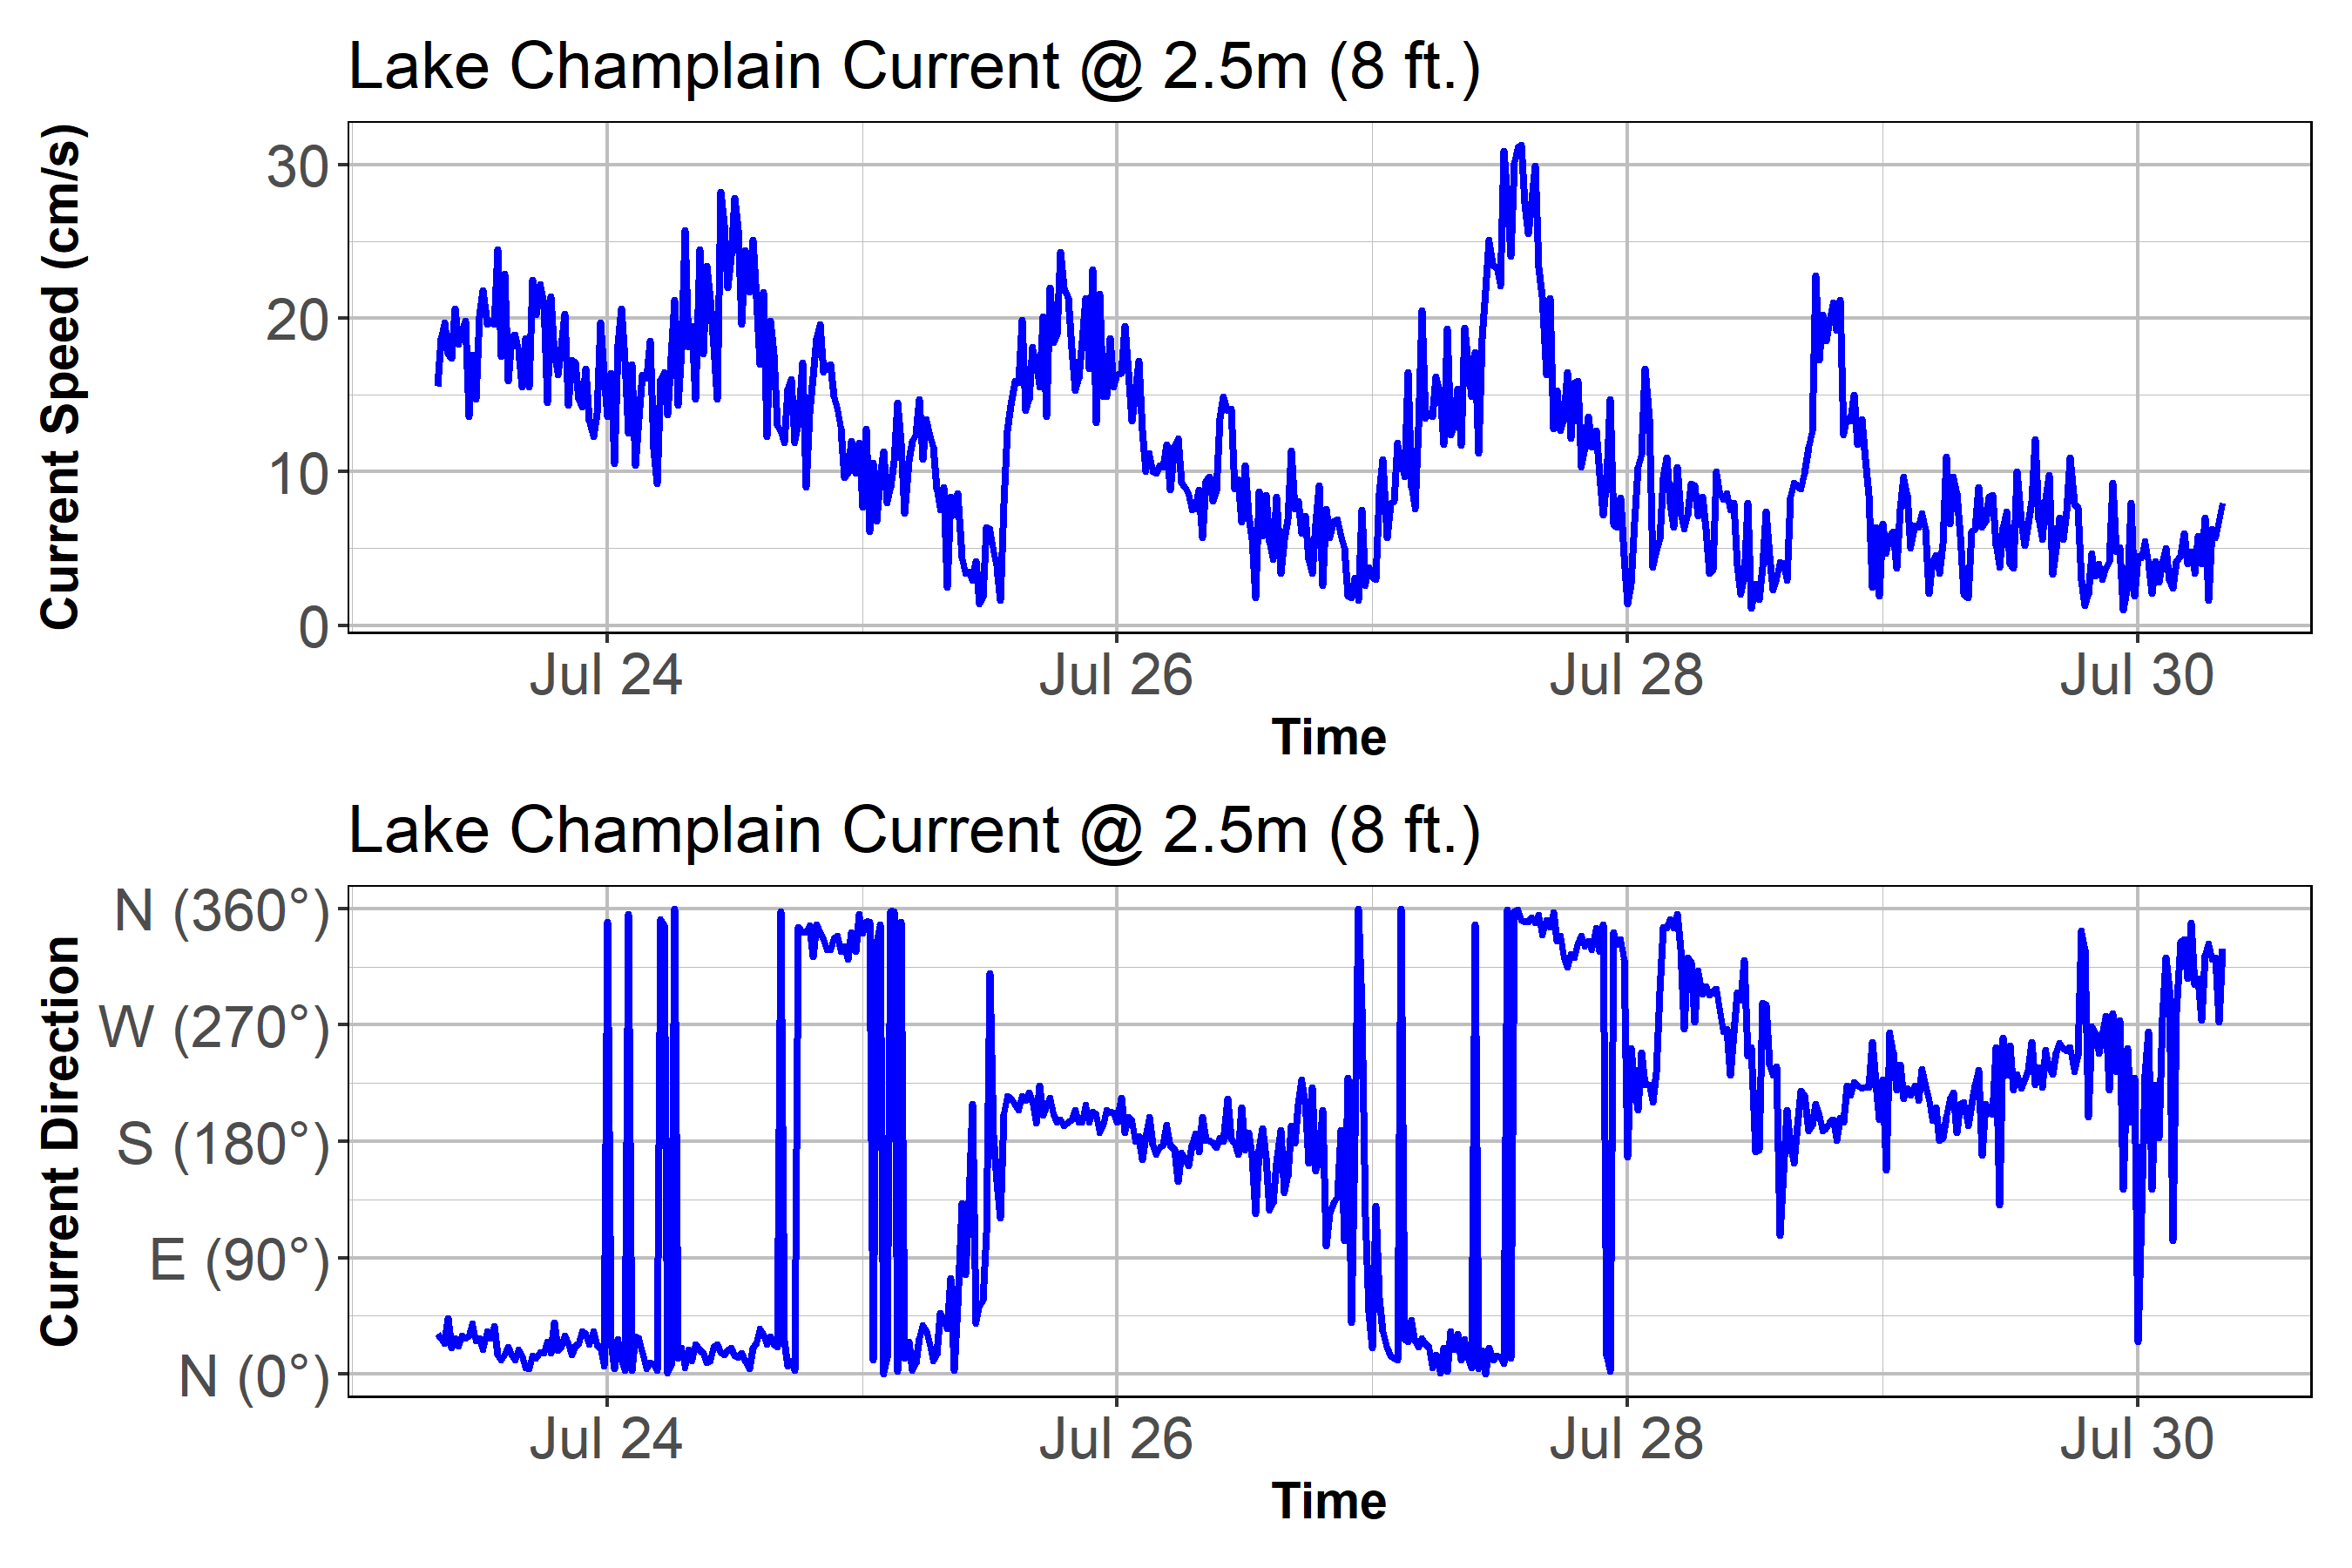 Lake Champlain Current @ 2.5m (8 ft.)
Current Speed (cm/s)
30
20
10
0
Jul 24 Jul 26 Jul 28 Jul 30
Time
Lake Champlain Current @ 2.5m (8 ft.)
Current Direction
N (360°)
W (270°)
S (180°)
E (90°)
N (0°)
Jul 24 Jul 26 Jul 28 Jul 30
Time